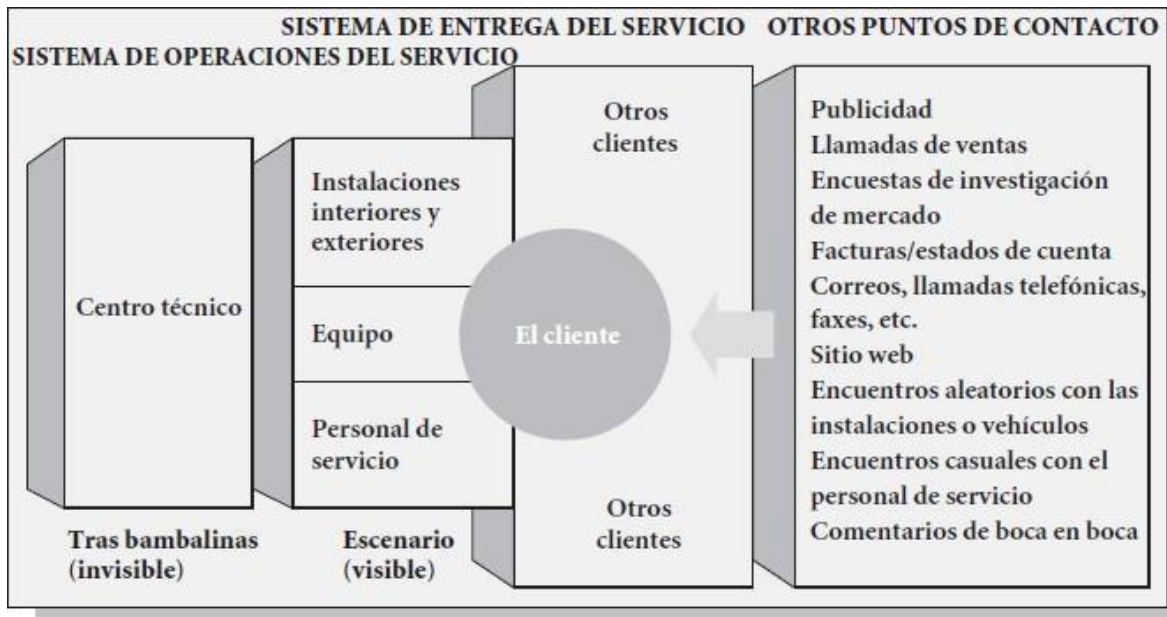 SISTEMA DE ENTREGA DEL SERVICIO
OTROS PUNTOS DE CONTACTO
SISTEMA DE OPERACIONES DEL SERVICIO
Centro técnico
Tras bambalinas
(invisible)
Instalaciones
interiores y
exteriores
Equipo
Personal de
servicio
Escenario
(visible)
Otros
clientes
El cliente
Otros
clientes
Publicidad
Llamadas de ventas
Encuestas de investigación
de mercado
Facturas/estados de cuenta
Correos, llamadas telefónicas,
faxes, etc.
Sitio web
Encuentros aleatorios con las
instalaciones o vehículos
Encuentros casuales con el
personal de servicio
Comentarios de boca en boca